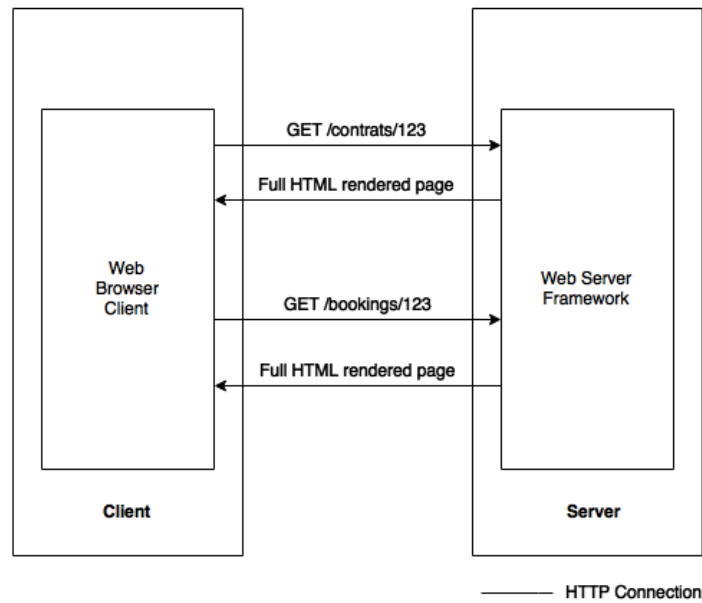 GET /contrats/123
Full HTML rendered page
Web
Browser
Client
GET /bookings/123
Full HTML rendered page
Web Server
Framework
Client
Server
HTTP Connection